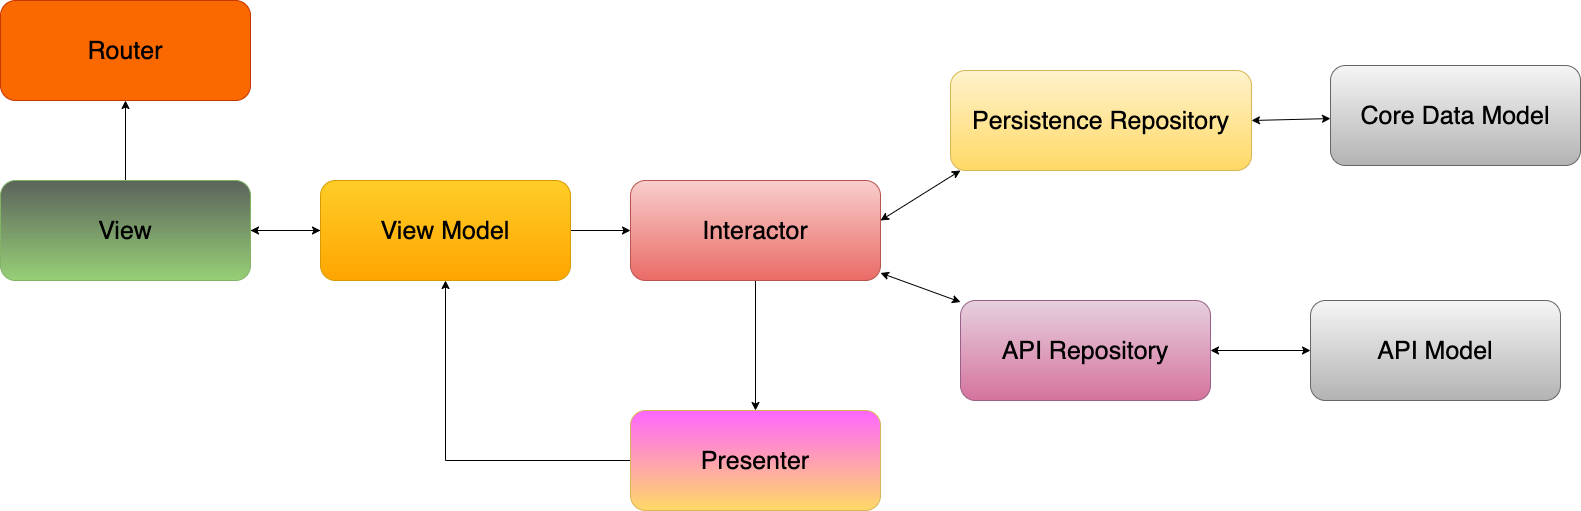 Router
Persistence Repository
Core Data Model
View
View Model
Interactor
API Repository
API Model
Presenter